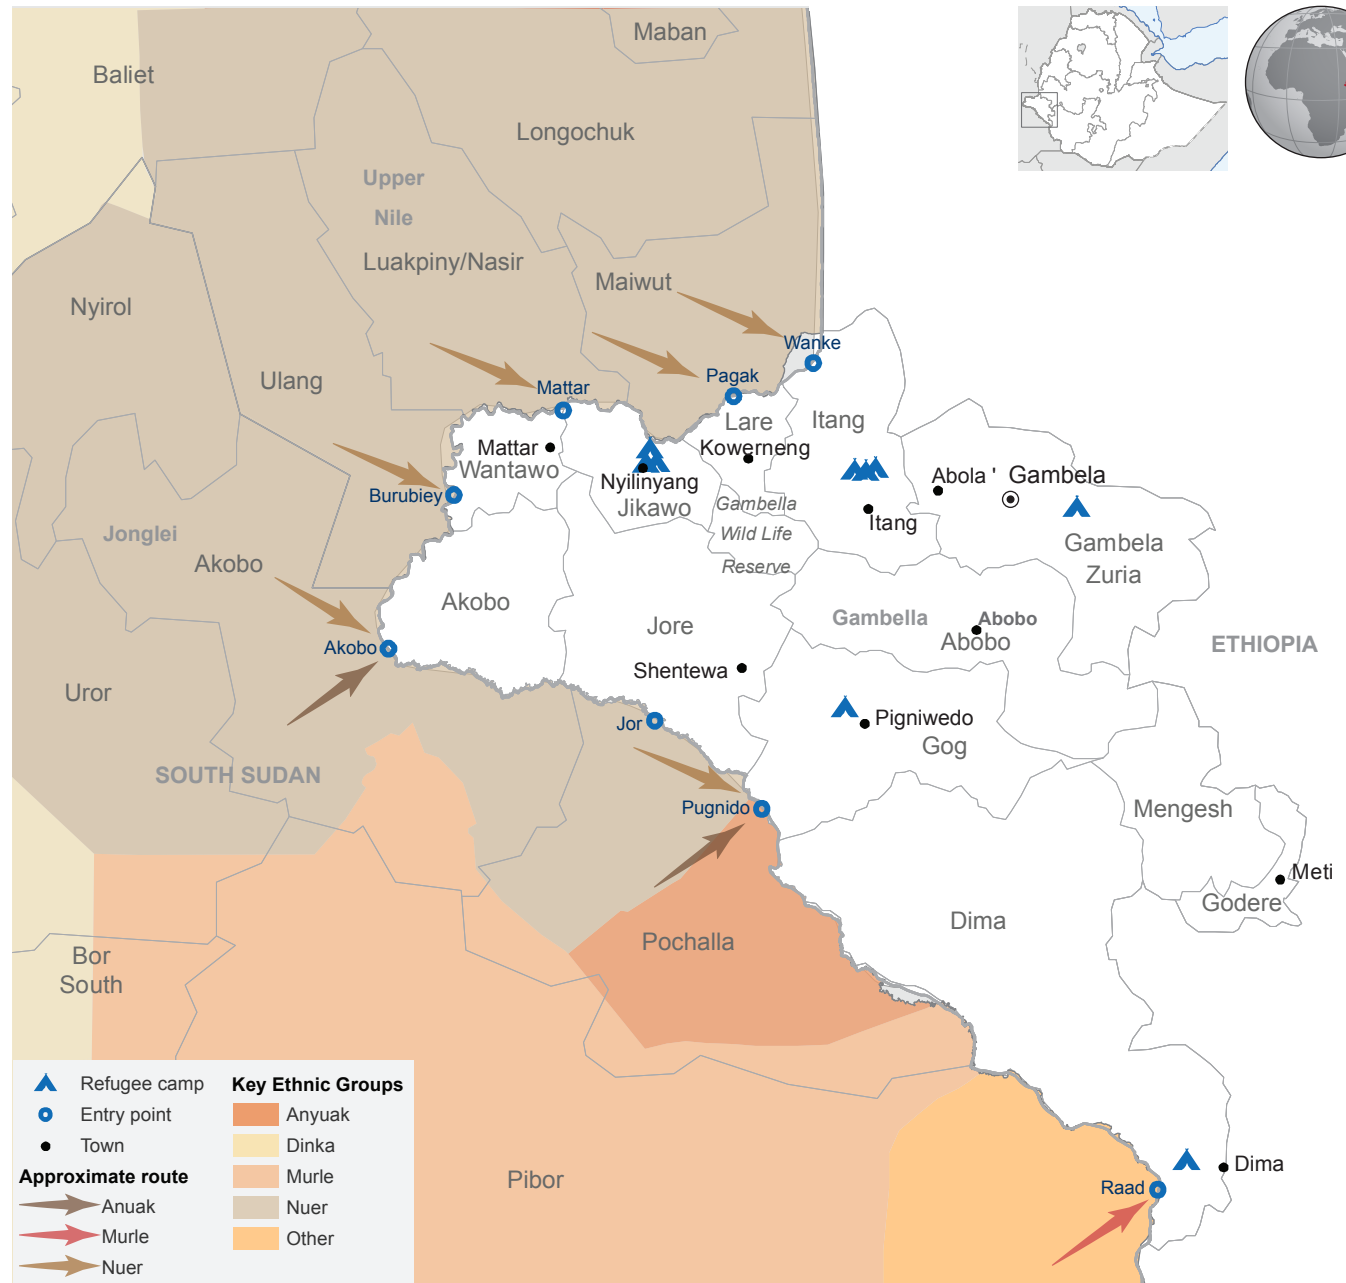 Maban
Baliet
Longochuk
Upper
Nile
Luakpiny/Nasir
Maiwut
Nyirol
Wanke
Ulang
Pagak
Mattar
Lare
Itang
Mattar
Kowerneng
Wantawo
Abola '
Gambela
Nyilinyang
Burubiey
Gambella
Jikawo
Itang
Wild Life
Jonglei
Gambela
Zuria
Akobo
Reserve
Akobo
Gambella
Abobo
Jore
Abobo
ETHIOPIA
Akobo
Shentewa
Uror
Jor
Pigniwedo
Gog
SOUTH SUDAN
Pugnido
Mengesh
Meti
Godere
Dima
Pochalla
Bor
South
Refugee camp
Entry point
Town
Approximate route
Anuak
Murle
Nuer
Key Ethnic Groups
Anyuak
Dinka
Murle
Nuer
Other
Pibor
Dima
Raad